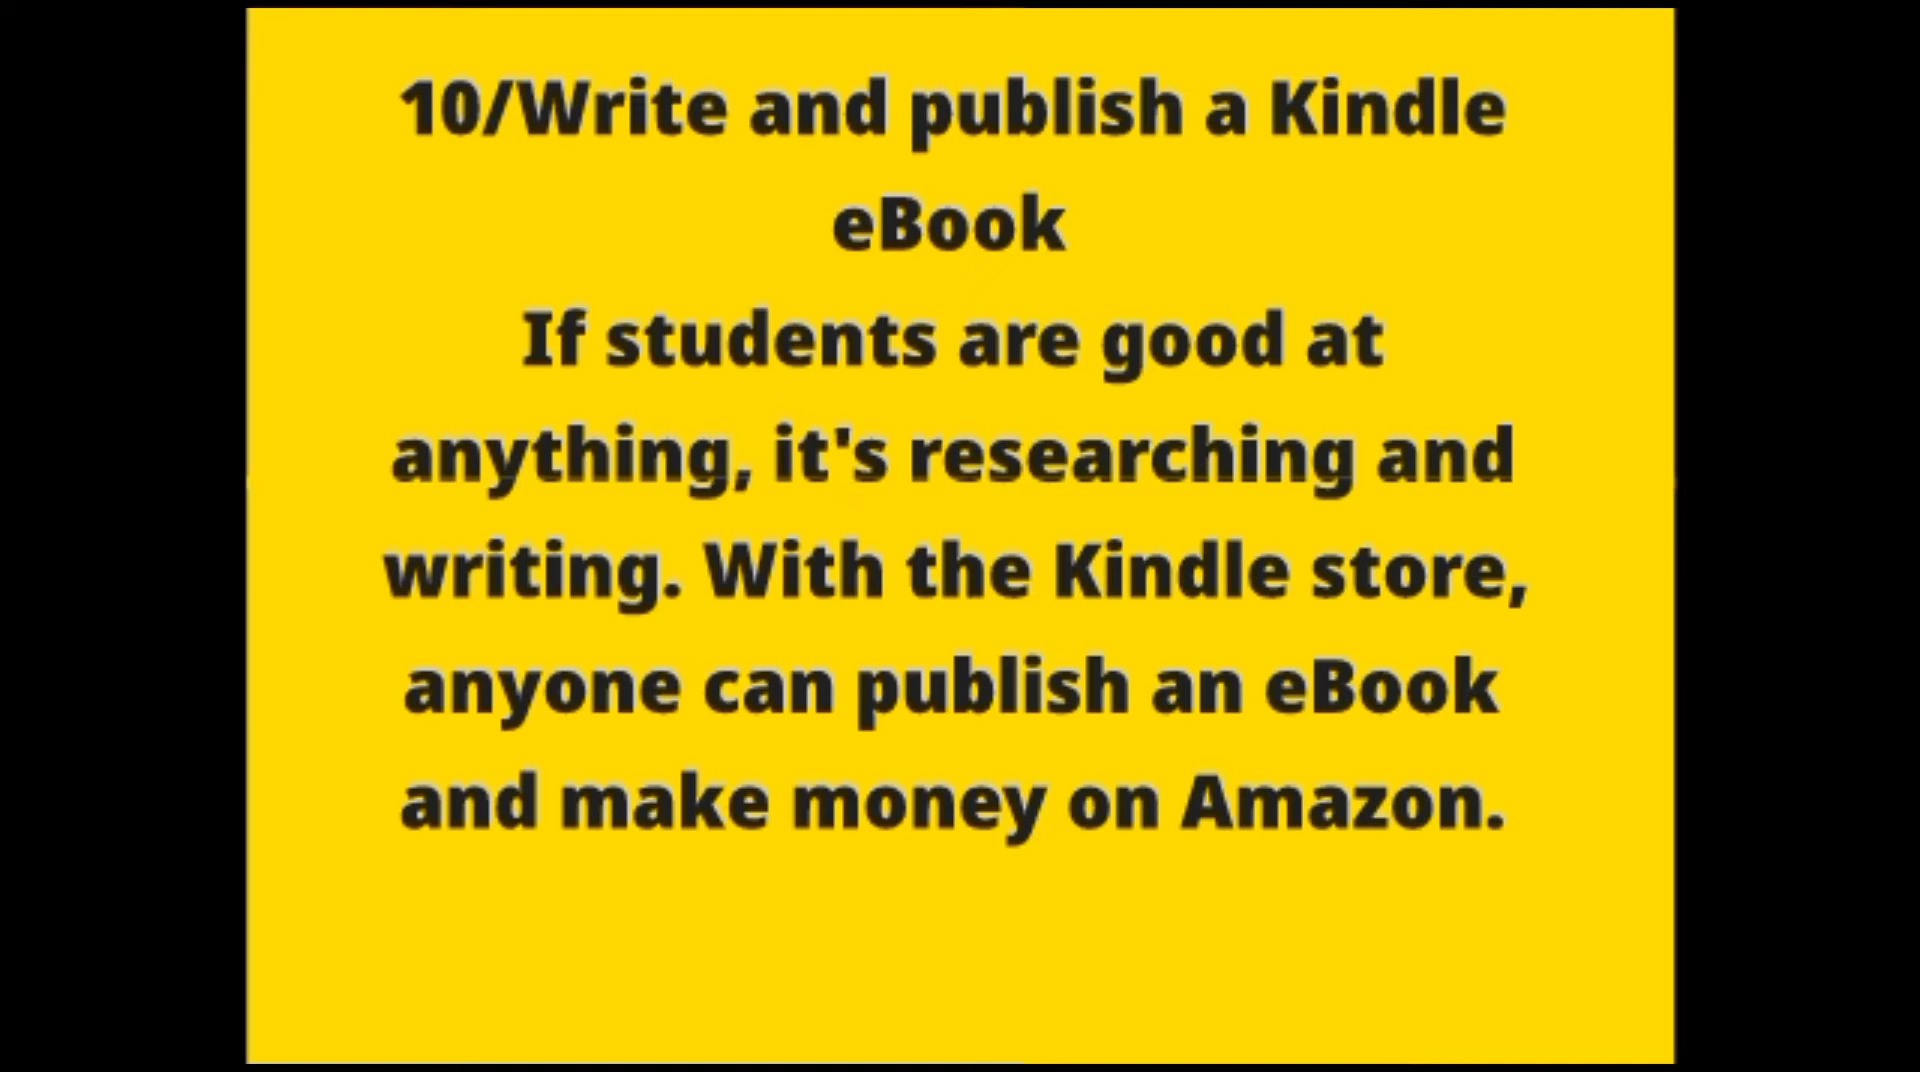 10/Write and publish a Kindle
eBook
If students are good at
anything, it's researching and
writing. With the Kindle store,
anyone can publish an eBook
and make money on Amazon.